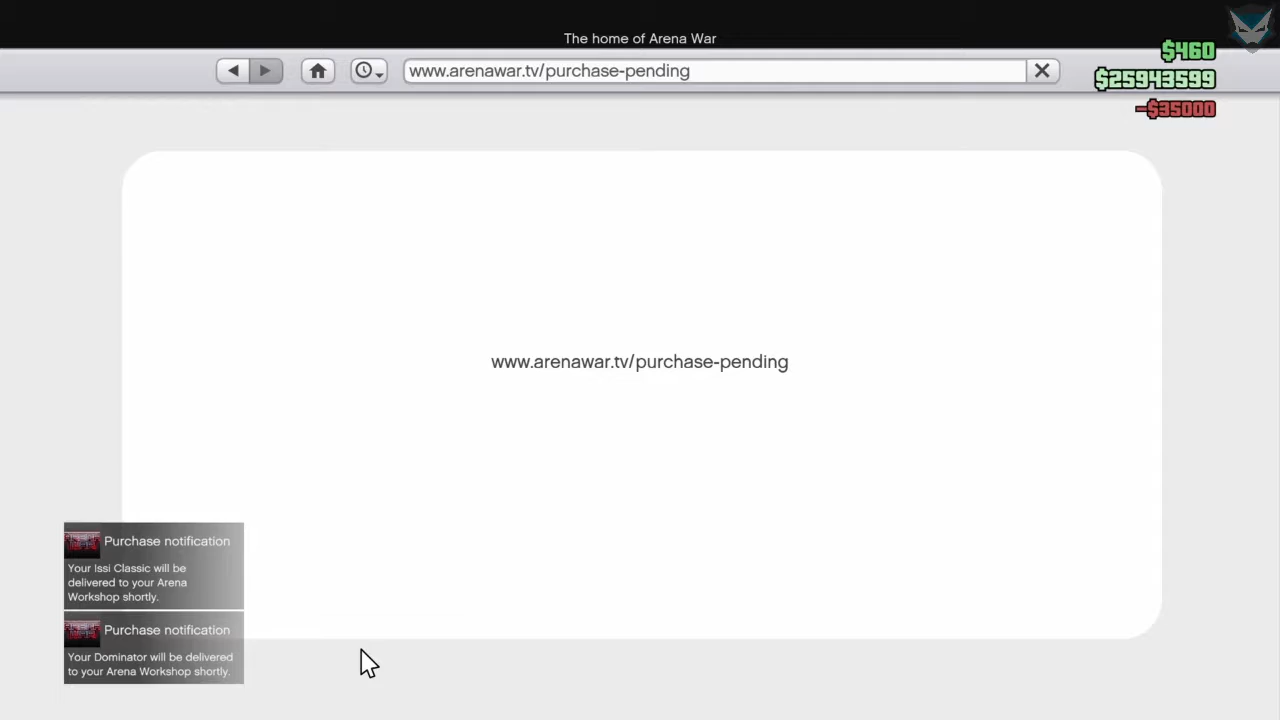 The home of Arena War
www.arenawar.tv/purchase-pending
$460
$25943599
-$35000
www.arenawar.tv/purchase-pending
Purchase notification
Your Issi Classic will be
delivered to your Arena
Workshop shortly.
Purchase notification
Your Dominator will be delivered
to your Arena Workshop shortly.